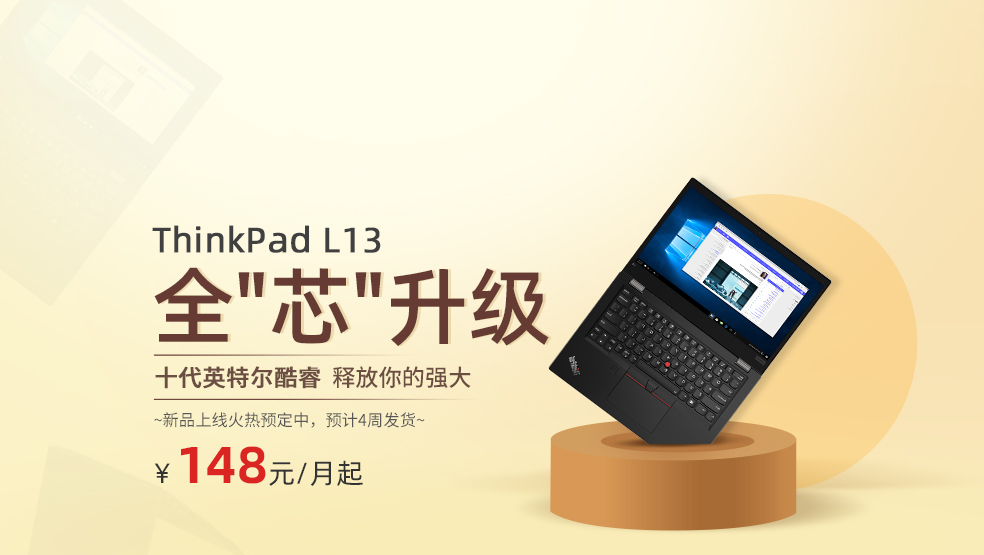 ThinkPad L13
全"芯"升级
十代英特尔酷睿 释放你的强大
~新品上线火热预定中，预计4周发货~
¥ 148元/月起
ThinkPad